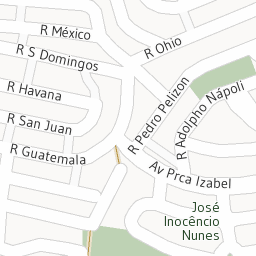 R México
R Ohio
R S Domingos
R Havana
R Pedro Pelizon
R Adolpho Nápoli
R San Juan
R Guatemala
Av Prca Izabel
José
Inocêncio
Nunes